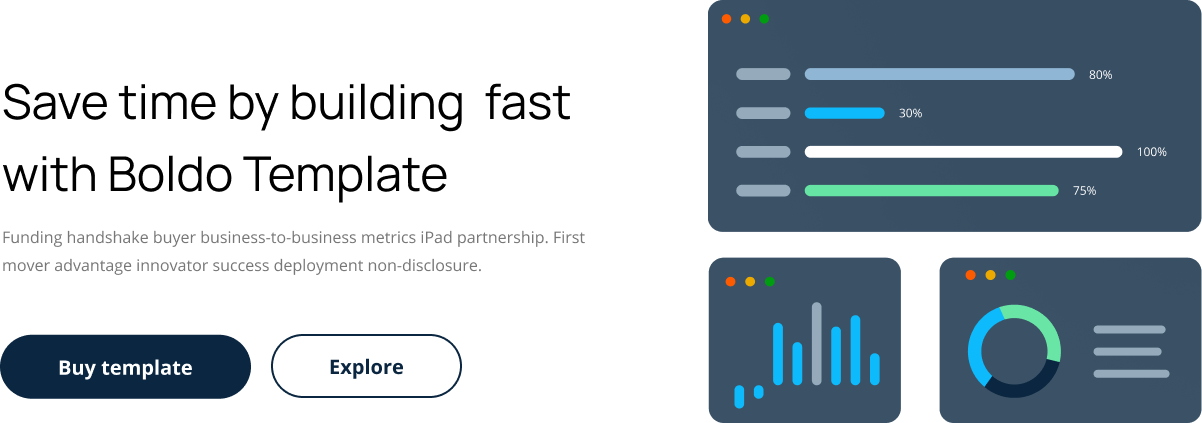 Save time by building  fast
with Boldo Template
Funding handshake buyer business-to-business metrics iPad partnership. First
mover advantage innovator success deployment non-disclosure.
Buy template
Explore
80%
30%
100%
75%